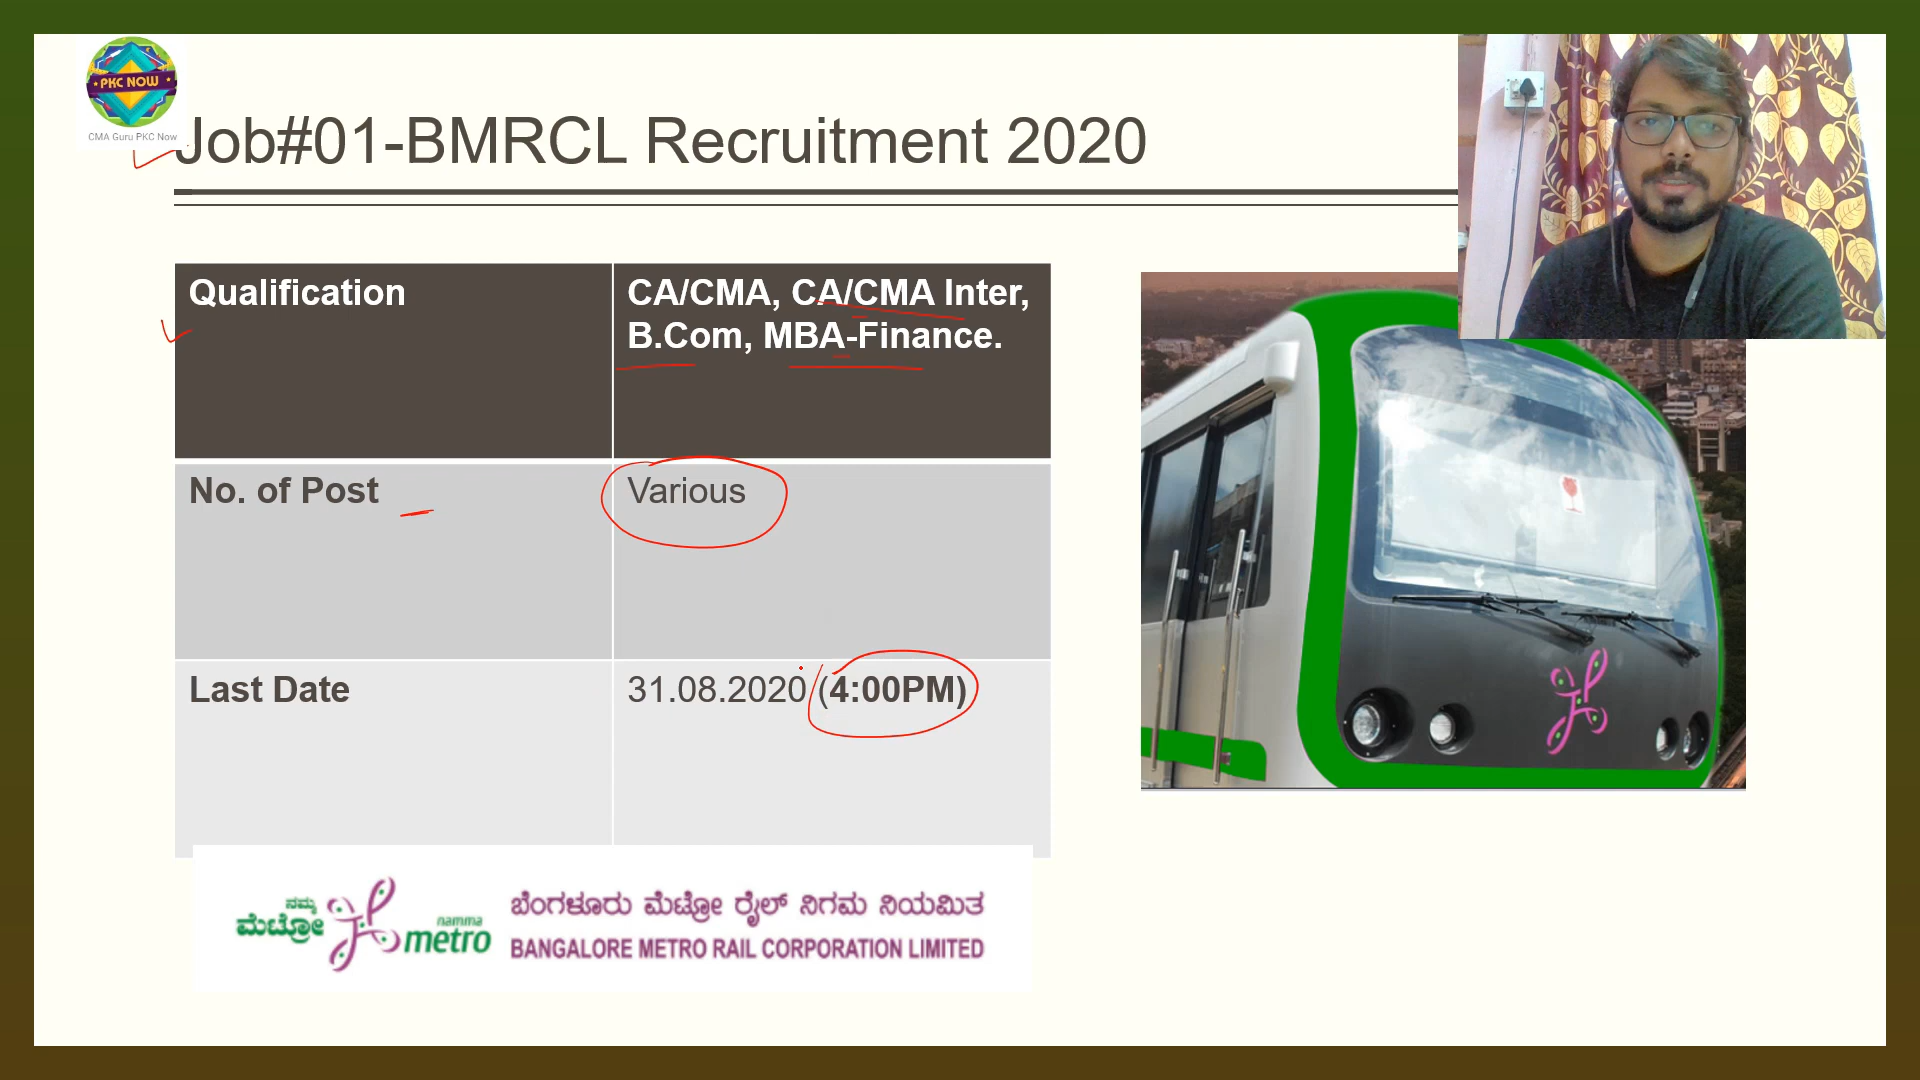 PKC NOW
CMA Guru PKC Now
Job#01-BMRCL Recruitment 2020
Qualification
CA/CMA, CA/CMA Inter,
B.Com, MBA-Finance.
No. of Post
Various
Last Date
31.08.2020 (4:00PM)
ನಮ್ಮ
ಮೆಟ್ರೋ
namma
metro
ಬೆಂಗಳೂರು ಮೆಟ್ರೋ ರೈಲ್ ನಿಗಮ ನಿಯಮಿತ
BANGALORE METRO RAIL CORPORATION LIMITED